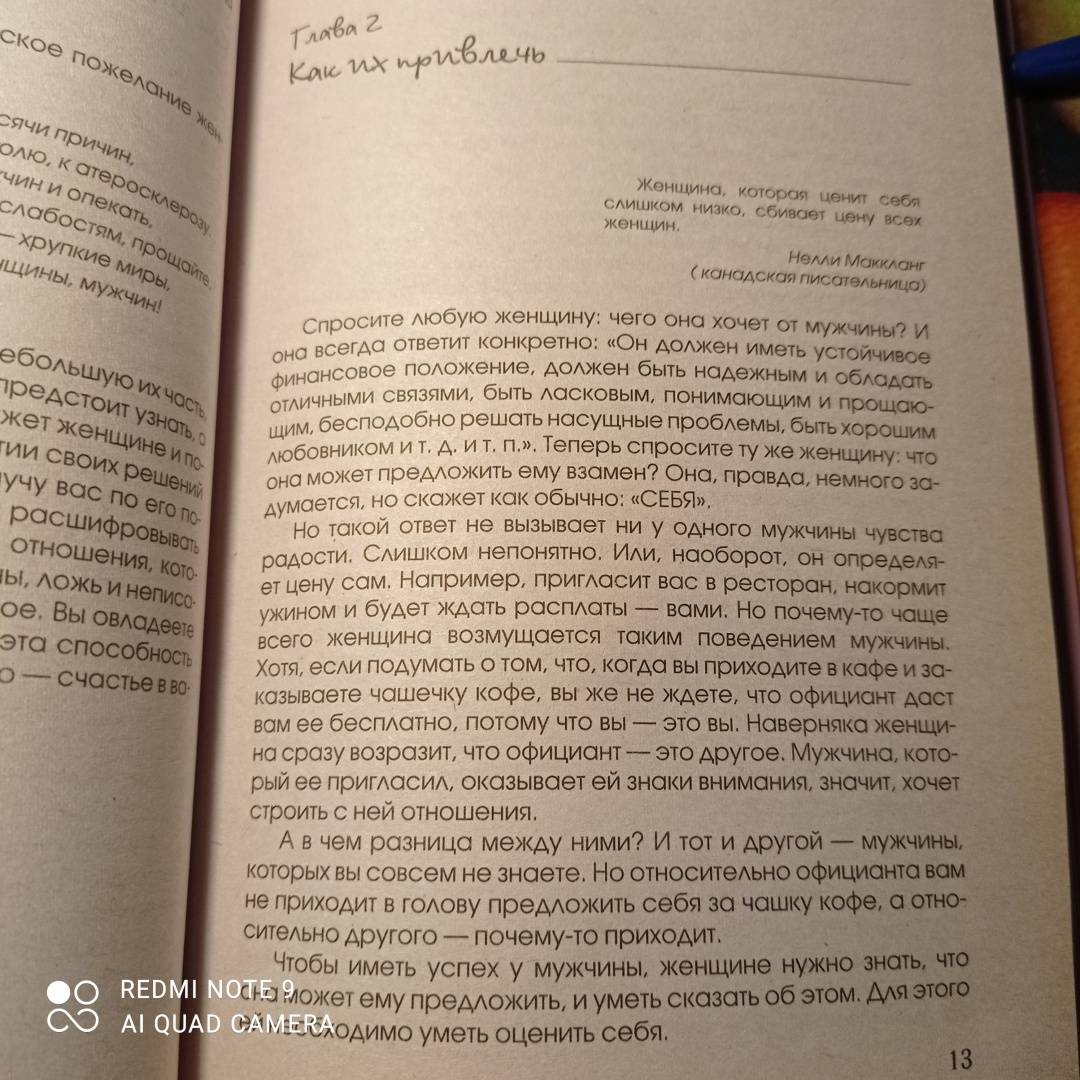 ское пожелание жен-
сячи причин,
олю, к атеросклерозу.
чин и опекать,
слабостям, прощайте,
— хрупкие миры,
нщины, мужчин!
ебольшую их часть,
предстоит узнать, о
жет женщине и по-
тии своих решений
учу вас по его по-
расшифровывать
отношения, кото-
ны, ложь и неписо-
ое. Вы овладеете
эта способность
о — счастье в ва-
Глава 2
Как их привлечь
Женщина, которая ценит себя
слишком низко, сбивает цену всех
женщин.
Нелли Маккланг
(канадская писательница)
Спросите любую женщину: чего она хочет от мужчины? И
она всегда ответит конкретно: «Он должен иметь устойчивое
финансовое положение, должен быть надежным и обладать
отличными связями, быть ласковым, понимающим и прощаю-
щим, бесподобно решать насущные проблемы, быть хорошим
любовником и т. д. и т. п.». Теперь спросите ту же женщину: что
она может предложить ему взамен? Она, правда, немного за-
думается, но скажет как обычно: «СЕБЯ».
Но такой ответ не вызывает ни у одного мужчины чувства
радости. Слишком непонятно. Или, наоборот, он определя-
ет цену сам. Например, пригласит вас в ресторан, накормит
ужином и будет ждать расплаты — вами. Но почему-то чаще
всего женщина возмущается таким поведением мужчины.
Хотя, если подумать о том, что, когда вы приходите в кафе и за-
казываете чашечку кофе, вы же не ждете, что официант даст
вам ее бесплатно, потому что вы — это вы. Наверняка женщи-
на сразу возразит, что официант — это другое. Мужчина, кото-
рый ее пригласил, оказывает ей знаки внимания, значит, хочет
строить с ней отношения.
А в чем разница между ними? И тот и другой — мужчины,
которых вы совсем не знаете. Но относительно официанта вам
не приходит в голову предложить себя за чашку кофе, а отно-
сительно другого — почему-то приходит.
Чтобы иметь успех у мужчины, женщине нужно знать, что
она может ему предложить, и уметь сказать об этом. Для этого
ей необходимо уметь оценить себя.
13
REDMI NOTE 9
AI QUAD CAMERA